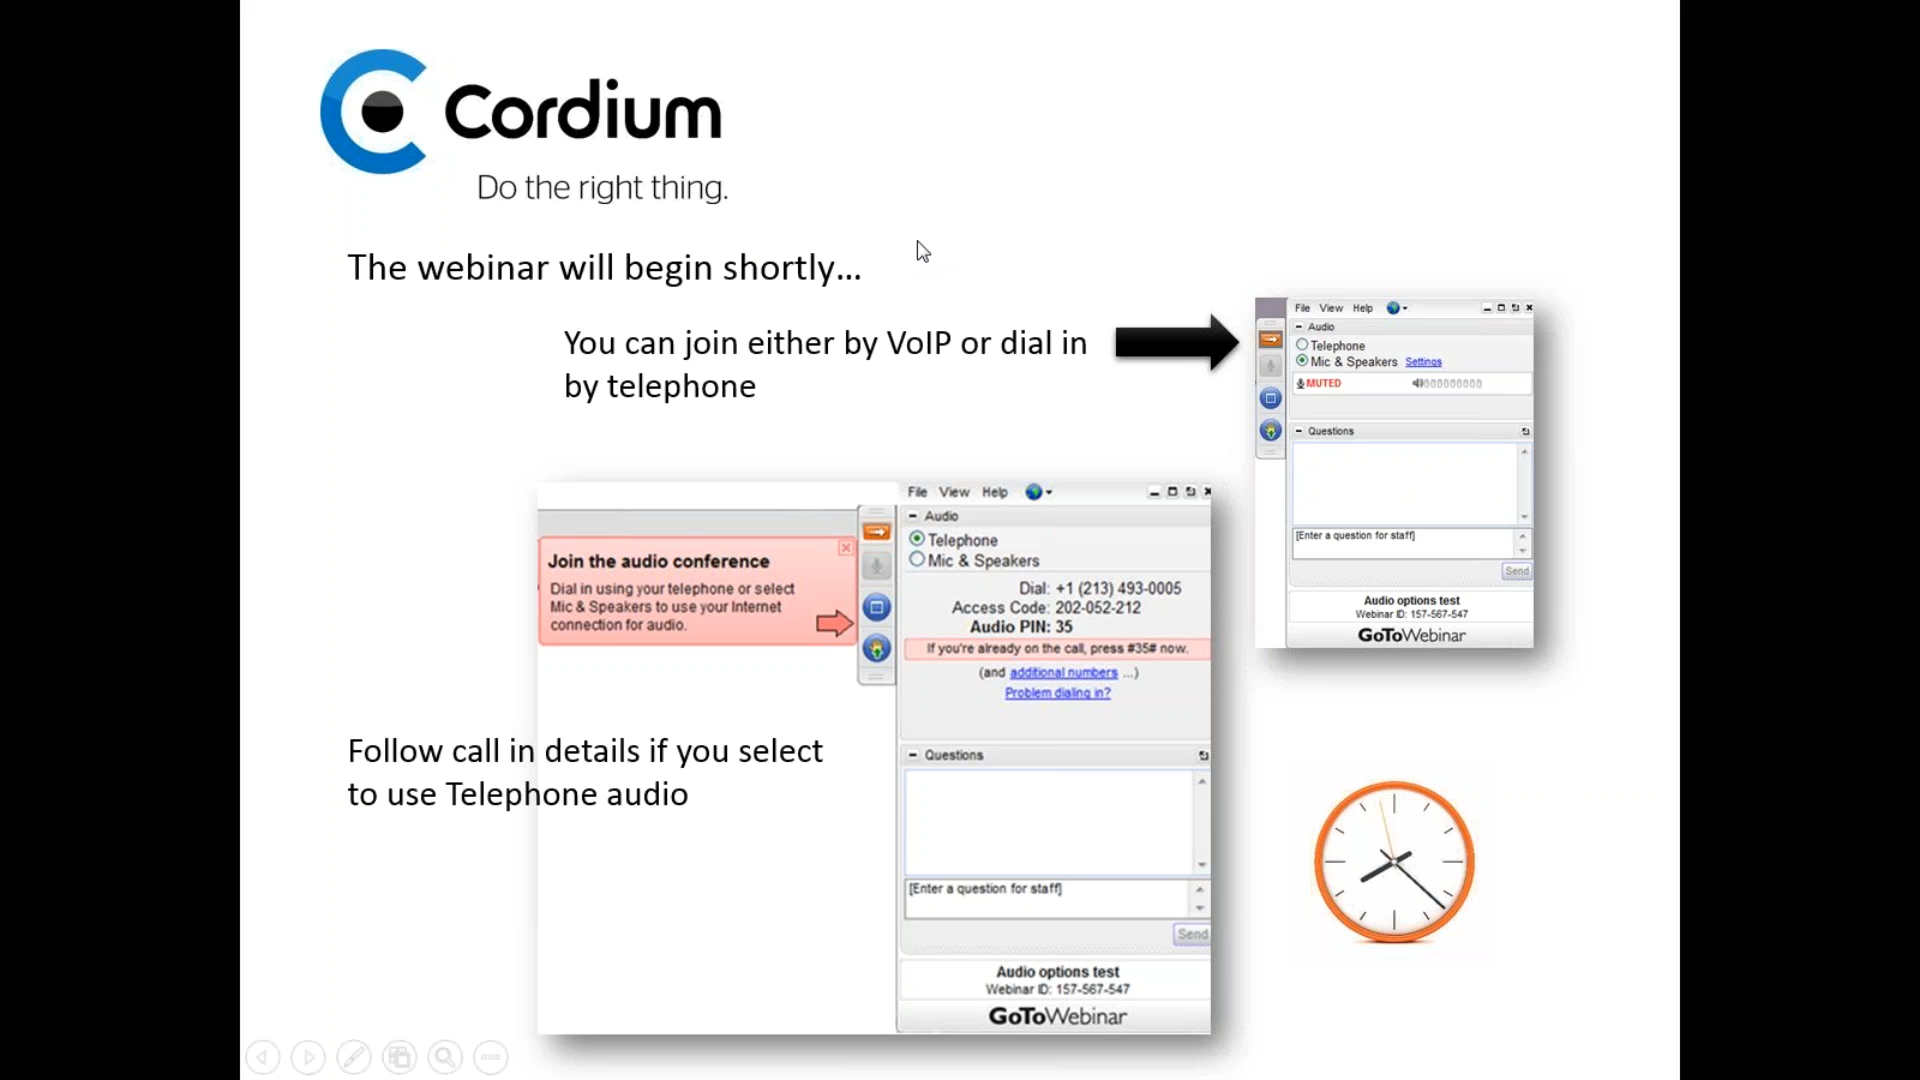 Cordium
Do the right thing.
The webinar will begin shortly...
You can join either by VoIP or dial in
by telephone
File View Help
Audio
Telephone
Mic & Speakers Settings
MUTED
Questions
[Enter a question for staff]
Send
Audio options test
Webinar ID: 157-567-547
GoToWebinar
File View Help
Audio
Telephone
Mic & Speakers
Join the audio conference
Dial in using your telephone or select
Mic & Speakers to use your Internet
connection for audio.
Dial: +1 (213) 493-0005
Access Code: 202-052-212
Audio PIN: 35
If you're already on the call, press #35# now.
(and additional numbers ...)
Problem dialing in?
Follow call in details if you select
to use Telephone audio
Questions
[Enter a question for staff]
Send
Audio options test
Webinar ID: 157-567-547
GoToWebinar